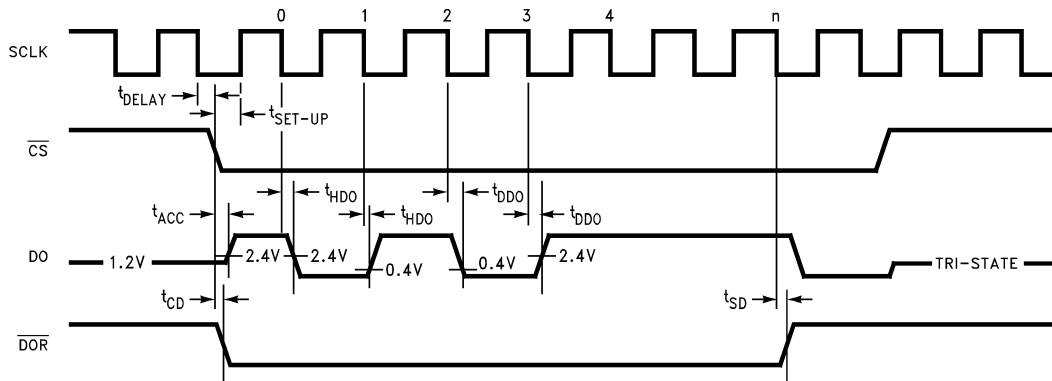 0 1 2 3 4 n
SCLK
tDELAY
tSET-UP
CS
tHDO tDDO
tACC tHDO tDDO
DO 1.2V 2.4V 2.4V 0.4V 0.4V 2.4V TRI-STATE
tCD tSD
DOR